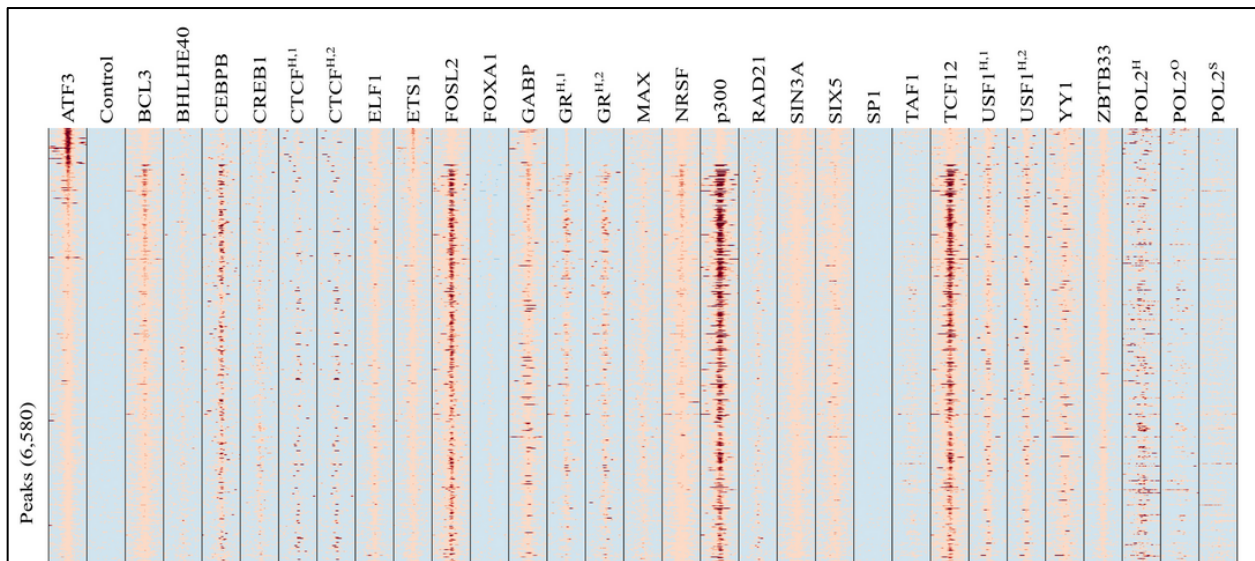 ATF3
Control
BCL3
BHLHE40
CEBPB
CREB1
CTCFᴴ,¹
CTCFᴴ,²
ELF1
ETS1
FOSL2
FOXA1
GABP
GRᴴ,¹
GRᴴ,²
MAX
NRSF
p300
RAD21
SIN3A
SIX5
SP1
TAF1
TCF12
USF1ᴴ,¹
USF1ᴴ,²
YY1
ZBTB33
POL2ᴴ
POL2ᴼ
POL2ˢ
Peaks (6,580)